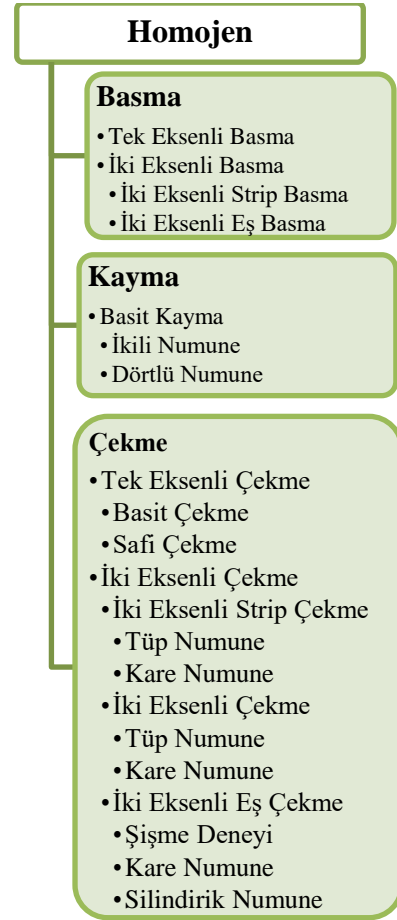 Homojen
Basma
• Tek Eksenli Basma
• İki Eksenli Basma
• İki Eksenli Strip Basma
• İki Eksenli Eş Basma
Kayma
• Basit Kayma
• İkili Numune
• Dörtlü Numune
Çekme
• Tek Eksenli Çekme
• Basit Çekme
• Safi Çekme
• İki Eksenli Çekme
• İki Eksenli Strip Çekme
• Tüp Numune
• Kare Numune
• İki Eksenli Çekme
• Tüp Numune
• Kare Numune
• İki Eksenli Eş Çekme
• Şişme Deneyi
• Kare Numune
• Silindirik Numune